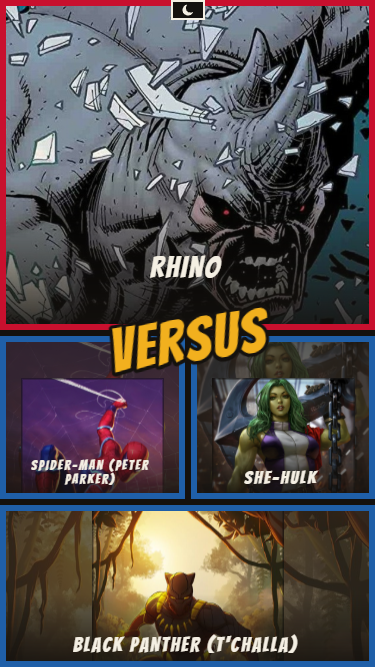 RHINO
VERSUS
SPIDER-MAN (PETER
PARKER)
SHE-HULK
BLACK PANTHER (T'CHALLA)